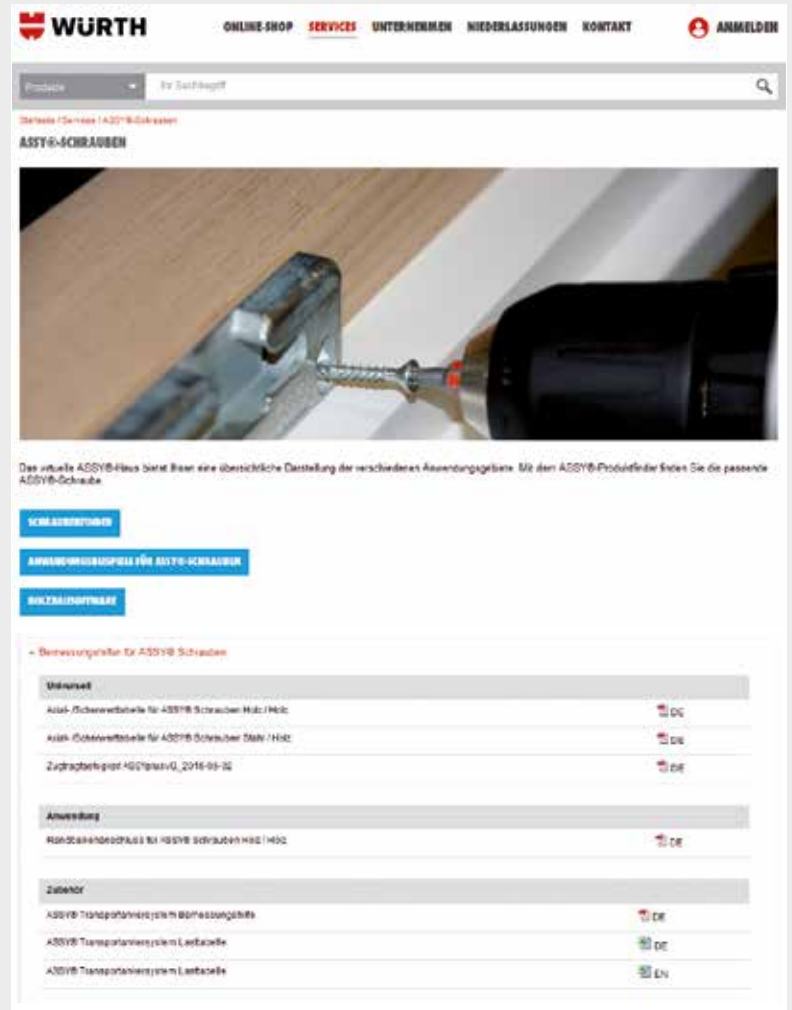 WÜRTH
ONLINE-SHOP SERVICES UNTERNEHMEN NIEDERLASSUNGEN KONTAKT ANMELDEN
Produkte Ihr Suchbegriff
Startseite / Services / ASSY®-Schrauben
ASSY®-SCHRAUBEN
Das virtuelle ASSY®-Haus bietet Ihnen eine übersichtliche Darstellung der verschiedenen Anwendungsgebiete. Mit dem ASSY®-Produktfinder finden Sie die passende
ASSY®-Schraube.
SCHRAUBENFINDER
ANWENDUNGSBEISPIELE FÜR ASSY®-SCHRAUBEN
HOLZBAUSOFTWARE
Bemessungshilfen für ASSY® Schrauben
Universell
Axial- /Scherwerttabelle für ASSY® Schrauben Holz / Holz DE
Axial- /Scherwerttabelle für ASSY® Schrauben Stahl / Holz DE
DE
Anwendung
für ASSY® Schrauben Holz / Holz DE
Zubehör
ASSY® Transportankersystem Bemessungshilfe DE
ASSY® Transportankersystem Lasttabelle DE
ASSY® Transportankersystem Lasttabelle EN